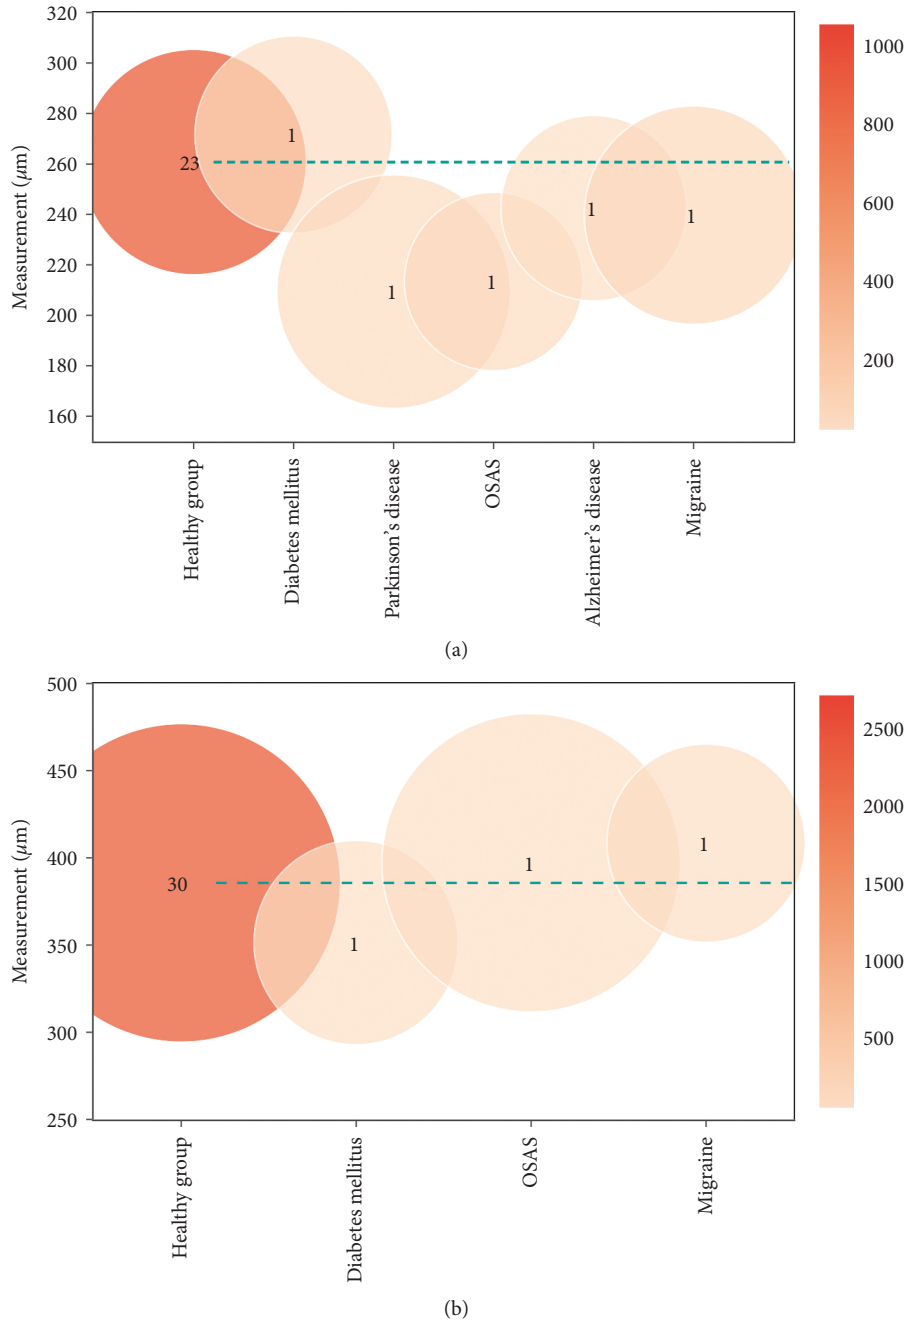 320
300
280
260
240
220
200
180
160
Measurement (μm)
23
1
1
1
1
1
Healthy group
Diabetes mellitus
Parkinson's disease
OSAS
Alzheimer's disease
Migraine
1000
800
600
400
200
(a)
500
450
400
350
300
250
Measurement (μm)
30
1
1
1
Healthy group
Diabetes mellitus
OSAS
Migraine
2500
2000
1500
1000
500
(b)